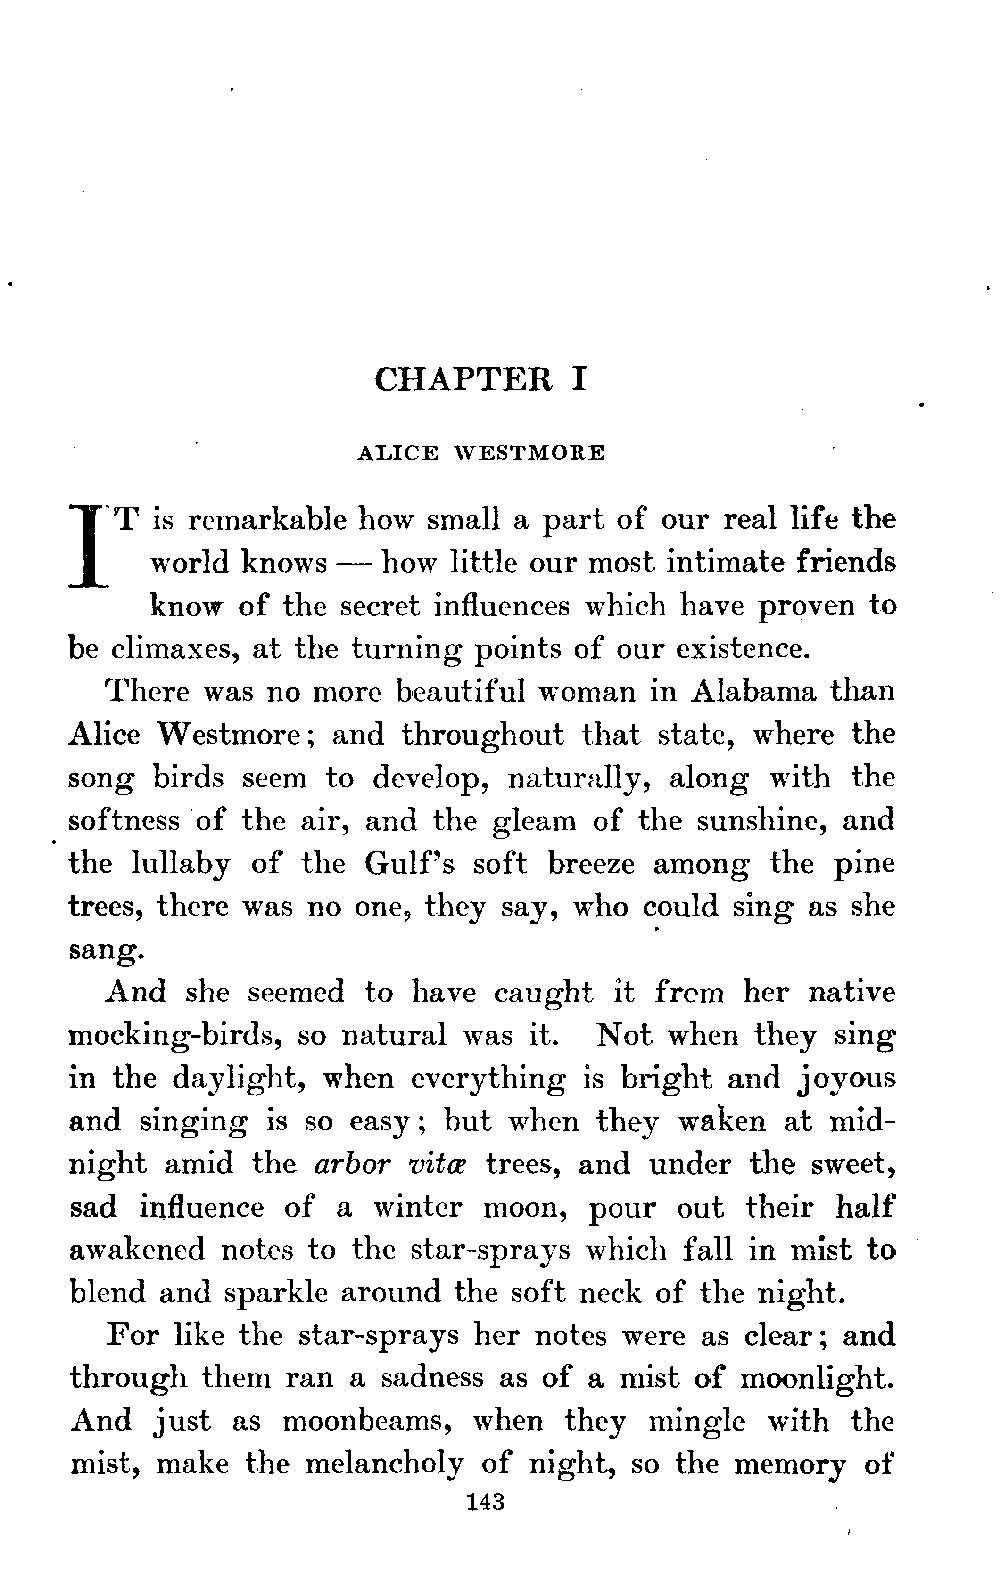 CHAPTER I
ALICE WESTMORE
IT is remarkable how small a part of our real life the
world knows — how little our most intimate friends
know of the secret influences which have proven to
be climaxes, at the turning points of our existence.
There was no more beautiful woman in Alabama than
Alice Westmore; and throughout that state, where the
song birds seem to develop, naturally, along with the
softness of the air, and the gleam of the sunshine, and
the lullaby of the Gulf's soft breeze among the pine
trees, there was no one, they say, who could sing as she
sang.
And she seemed to have caught it from her native
mocking-birds, so natural was it. Not when they sing
in the daylight, when everything is bright and joyous
and singing is so easy; but when they waken at mid-
night amid the arbor vitæ trees, and under the sweet,
sad influence of a winter moon, pour out their half
awakened notes to the star-sprays which fall in mist to
blend and sparkle around the soft neck of the night.
For like the star-sprays her notes were as clear; and
through them ran a sadness as of a mist of moonlight.
And just as moonbeams, when they mingle with the
mist, make the melancholy of night, so the memory of
143